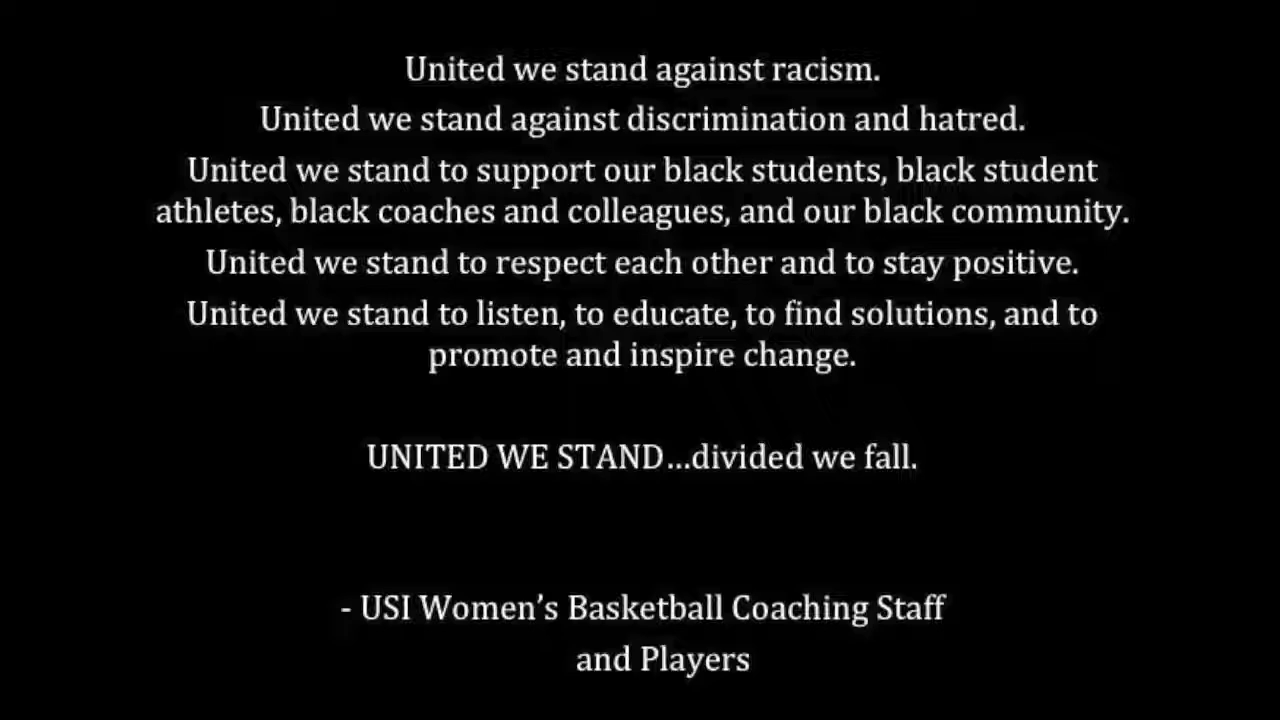 United we stand against racism.
United we stand against discrimination and hatred.
United we stand to support our black students, black student
athletes, black coaches and colleagues, and our black community.
United we stand to respect each other and to stay positive.
United we stand to listen, to educate, to find solutions, and to
promote and inspire change.
UNITED WE STAND...divided we fall.
- USI Women’s Basketball Coaching Staff
and Players